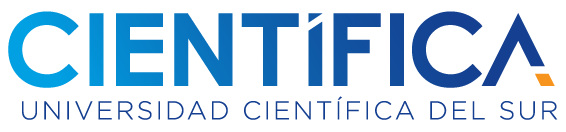 CIENTÍFICA
UNIVERSIDAD CIENTÍFICA DEL SUR